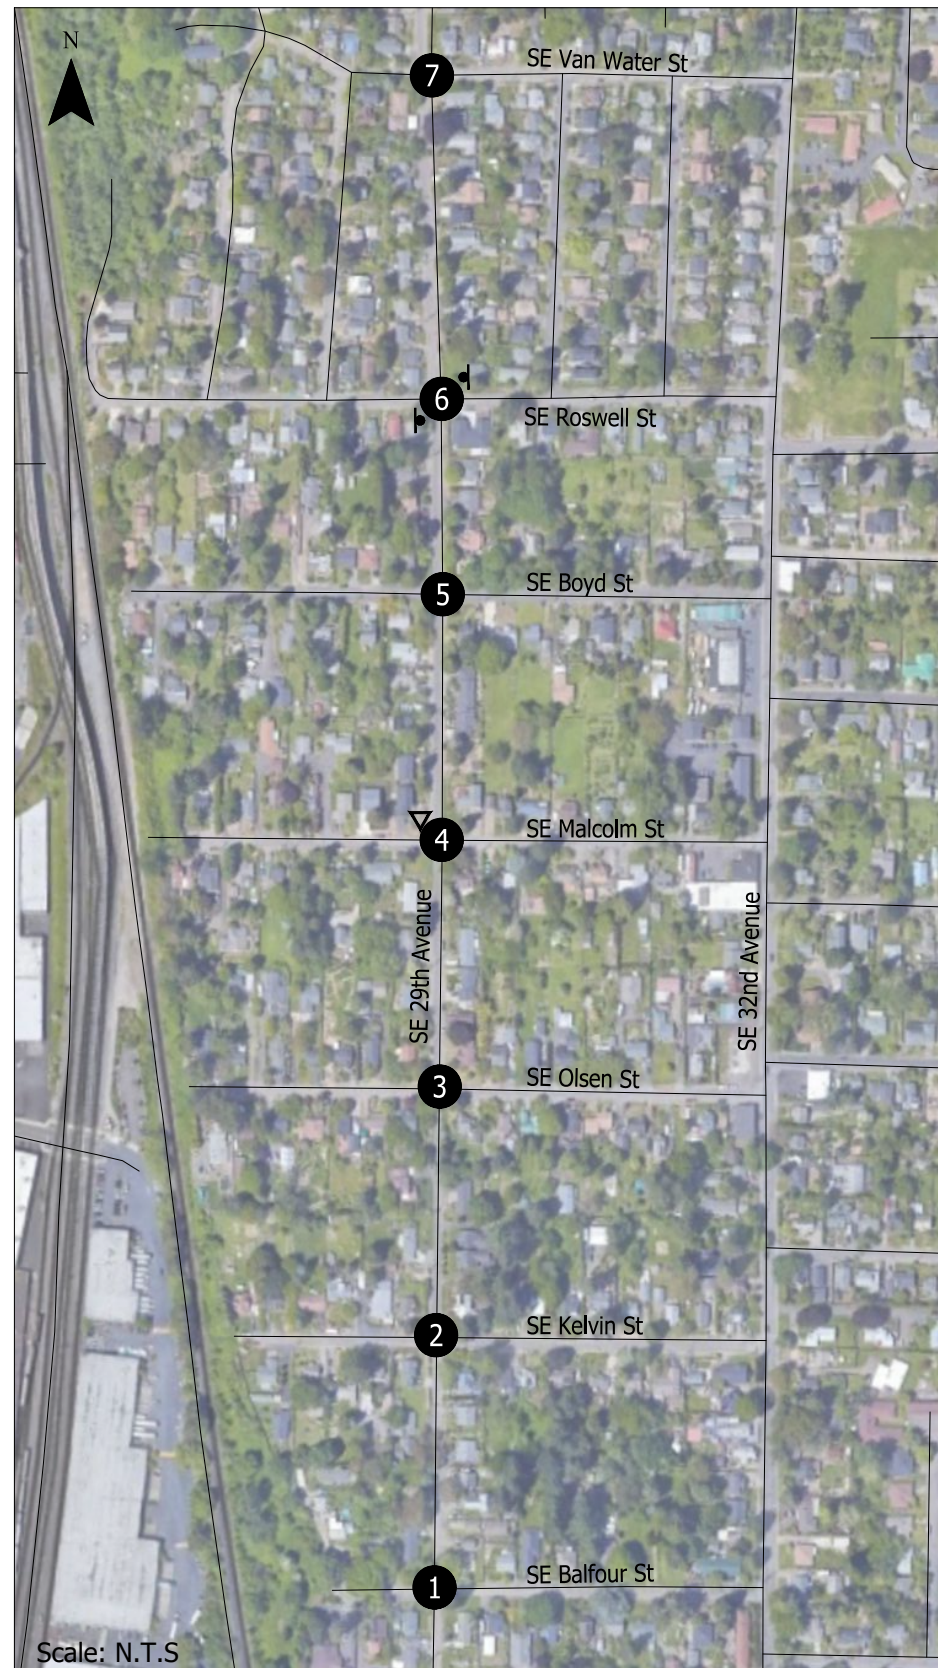 N
7
SE Van Water St
6
SE Roswell St
5
SE Boyd St
4
SE Malcolm St
SE 29th Avenue
SE 32nd Avenue
3
SE Olsen St
2
SE Kelvin St
1
SE Balfour St
Scale: N.T.S